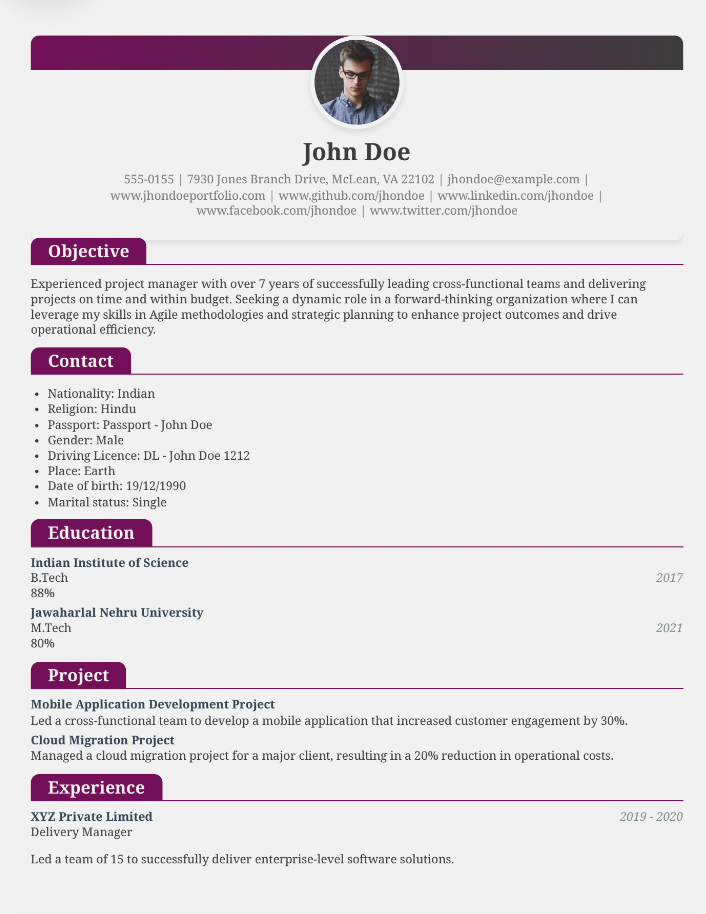 John Doe
555-0155 | 7930 Jones Branch Drive, McLean, VA 22102 | jhondoe@example.com |
www.jhondoeportfolio.com | www.github.com/jhondoe | www.linkedin.com/jhondoe |
www.facebook.com/jhondoe | www.twitter.com/jhondoe
Objective
Experienced project manager with over 7 years of successfully leading cross-functional teams and delivering
projects on time and within budget. Seeking a dynamic role in a forward-thinking organization where I can
leverage my skills in Agile methodologies and strategic planning to enhance project outcomes and drive
operational efficiency.
Contact
• Nationality: Indian
• Religion: Hindu
• Passport: Passport - John Doe
• Gender: Male
• Driving Licence: DL - John Doe 1212
• Place: Earth
• Date of birth: 19/12/1990
• Marital status: Single
Education
Indian Institute of Science
B.Tech 2017
88%
Jawaharlal Nehru University
M.Tech 2021
80%
Project
Mobile Application Development Project
Led a cross-functional team to develop a mobile application that increased customer engagement by 30%.
Cloud Migration Project
Managed a cloud migration project for a major client, resulting in a 20% reduction in operational costs.
Experience
XYZ Private Limited 2019 - 2020
Delivery Manager
Led a team of 15 to successfully deliver enterprise-level software solutions.